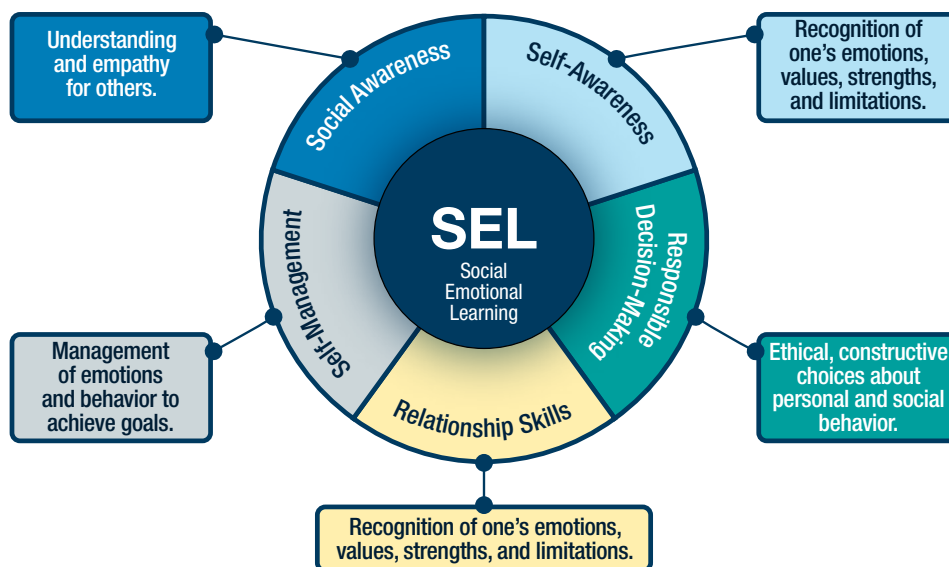 Understanding
and empathy
for others.
Social Awareness
Self-Awareness
Recognition of
one’s emotions,
values, strengths,
and limitations.
SEL
Social
Emotional
Learning
Self-Management
Responsible
Decision-Making
Management
of emotions
and behavior to
achieve goals.
Relationship Skills
Ethical, constructive
choices about
personal and social
behavior.
Recognition of one’s emotions,
values, strengths, and limitations.